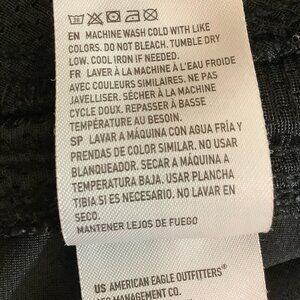 EN MACHINE WASH COLD WITH LIKE
COLORS. DO NOT BLEACH. TUMBLE DRY
LOW. COOL IRON IF NEEDED.
FR LAVER À LA MACHINE À L'EAU FROIDE
AVEC COULEURS SIMILAIRES. NE PAS
JAVELLISER. SÉCHER À LA MACHINE
CYCLE DOUX. REPASSER À BASSE
TEMPÉRATURE AU BESOIN.
SP LAVAR A MÁQUINA CON AGUA FRÍA Y
PRENDAS DE COLOR SIMILAR. NO USAR
BLANQUEADOR. SECAR A MÁQUINA A
TEMPERATURA BAJA. USAR PLANCHA
TIBIA SI ES NECESARIO. NO LAVAR EN
SECO.
MANTENER LEJOS DE FUEGO
US AMERICAN EAGLE OUTFITTERS®
MANAGEMENT CO.